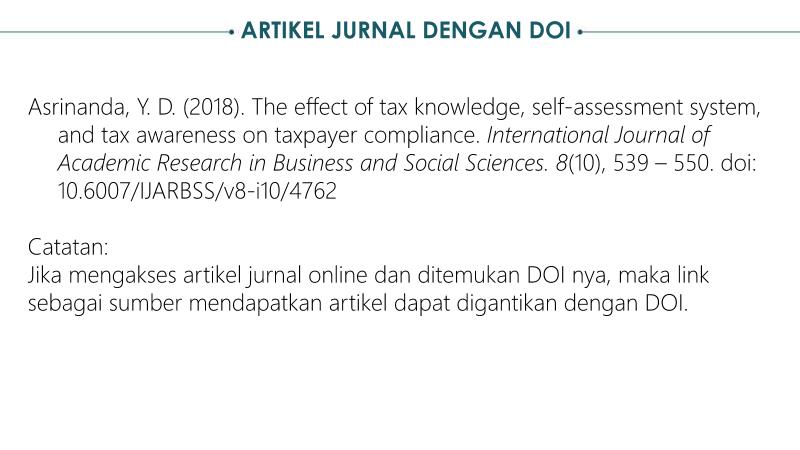 ARTIKEL JURNAL DENGAN DOI
Asrinanda, Y. D. (2018). The effect of tax knowledge, self-assessment system,
and tax awareness on taxpayer compliance. International Journal of
Academic Research in Business and Social Sciences. 8(10), 539 – 550. doi:
10.6007/IJARBSS/v8-i10/4762
Catatan:
Jika mengakses artikel jurnal online dan ditemukan DOI nya, maka link
sebagai sumber mendapatkan artikel dapat digantikan dengan DOI.